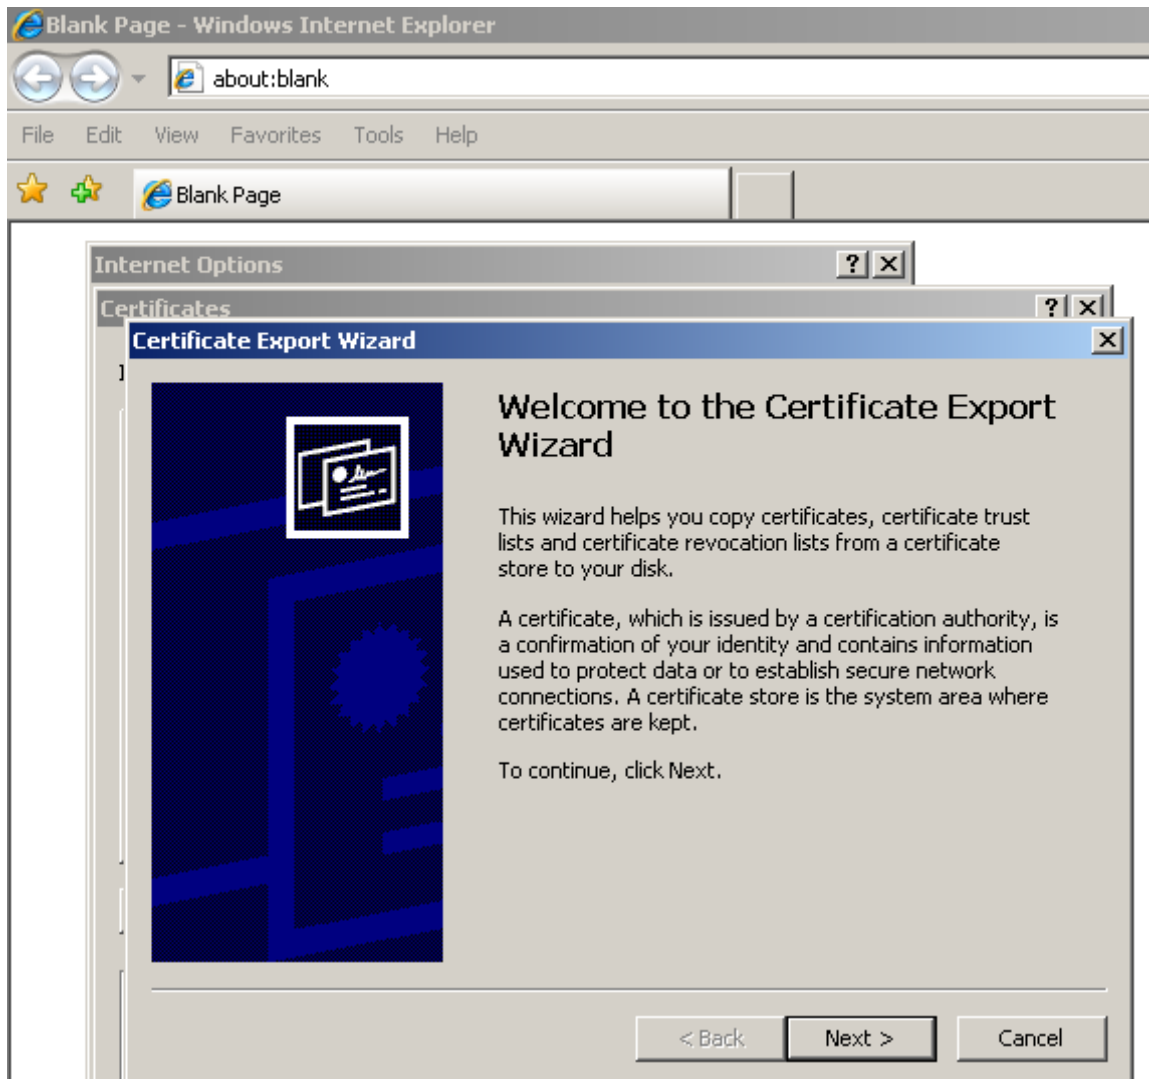 Blank Page - Windows Internet Explorer
about:blank
File Edit View Favorites Tools Help
Blank Page
Internet Options
Certificates
Certificate Export Wizard
Welcome to the Certificate Export
Wizard
This wizard helps you copy certificates, certificate trust
lists and certificate revocation lists from a certificate
store to your disk.
A certificate, which is issued by a certification authority, is
a confirmation of your identity and contains information
used to protect data or to establish secure network
connections. A certificate store is the system area where
certificates are kept.
To continue, click Next.
< Back Next > Cancel